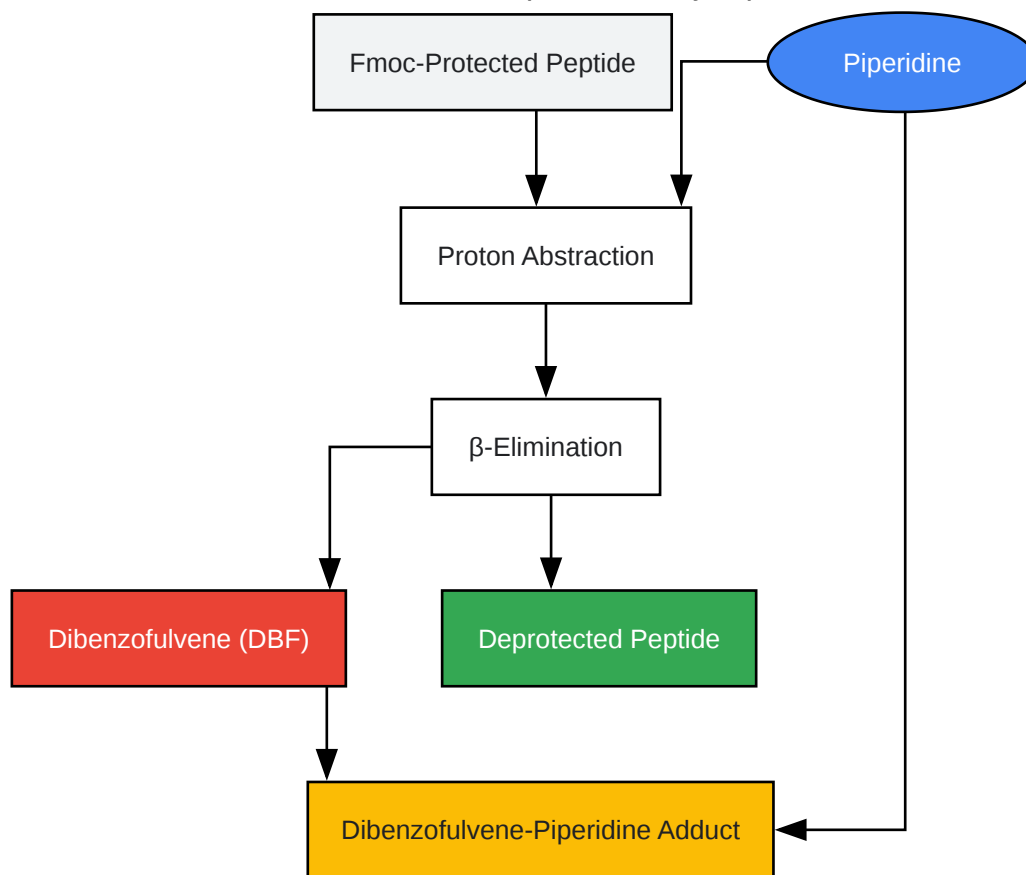 Fmoc-Protected Peptide
Piperidine
Proton Abstraction
β-Elimination
Dibenzofulvene (DBF)
Deprotected Peptide
Dibenzofulvene-Piperidine Adduct